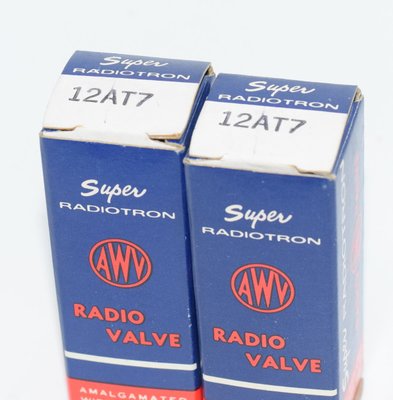 Super
RADIOTRON
12AT7
Super
RADIOTRON
AWV
RADIO
VALVE
AMALGAMATED
Super
RADIOTRON
12AT7
Super
RADIOTRON
AWV
RADIO
VALVE